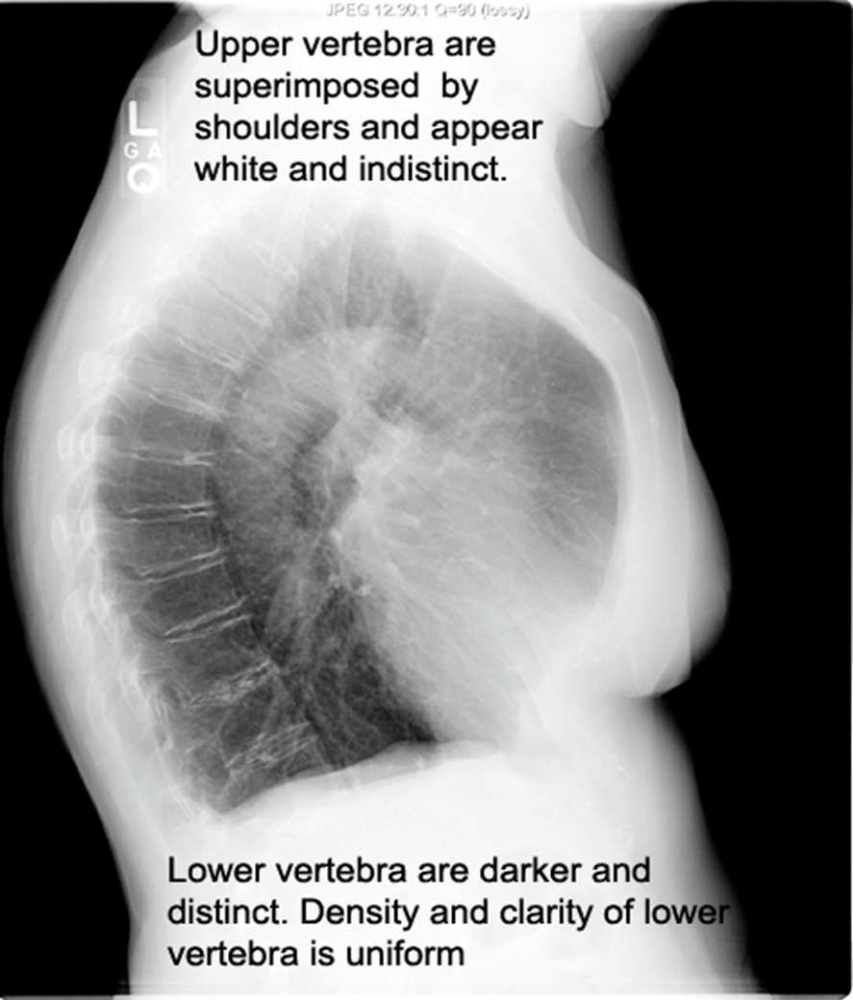 JPEG 12.30:1 Q=90 (lossy)
Upper vertebra are
superimposed by
shoulders and appear
white and indistinct.
L
G A
Q
Lower vertebra are darker and
distinct. Density and clarity of lower
vertebra is uniform